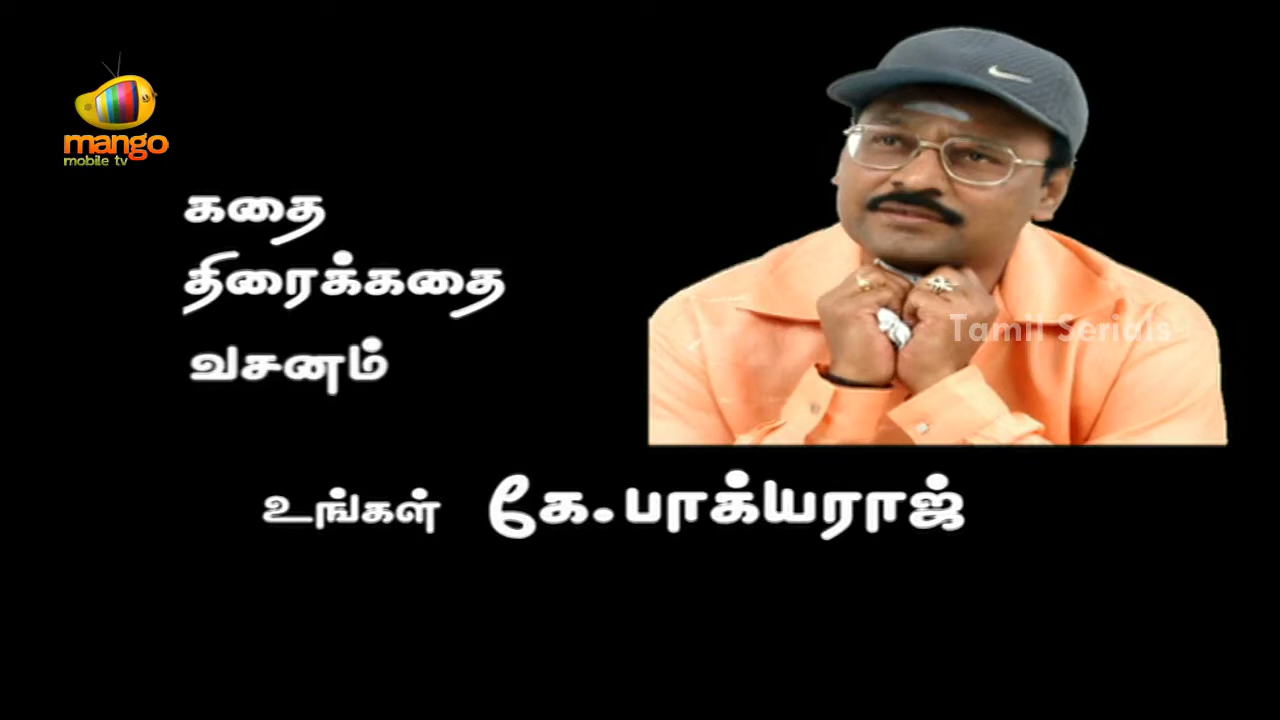 mango
mobile tv
கதை
திரைக்கதை
வசனம்
Tamil Serials
உங்கள் கே.பாக்யராஜ்